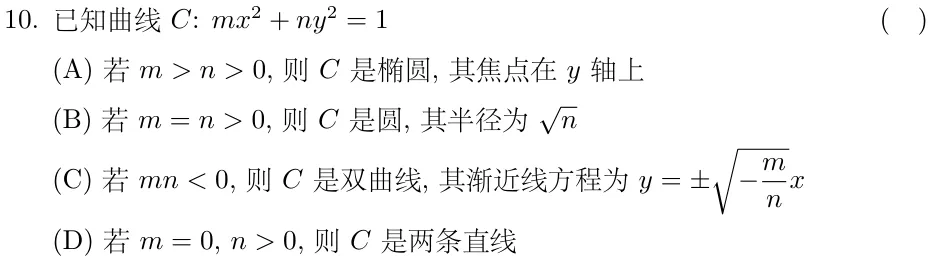 10. 已知曲线 C: mx² + ny² = 1 ( )
(A) 若 m > n > 0, 则 C 是椭圆, 其焦点在 y 轴上
(B) 若 m = n > 0, 则 C 是圆, 其半径为 √n
(C) 若 mn < 0, 则 C 是双曲线, 其渐近线方程为 y = ±√(−m/n)x
(D) 若 m = 0, n > 0, 则 C 是两条直线